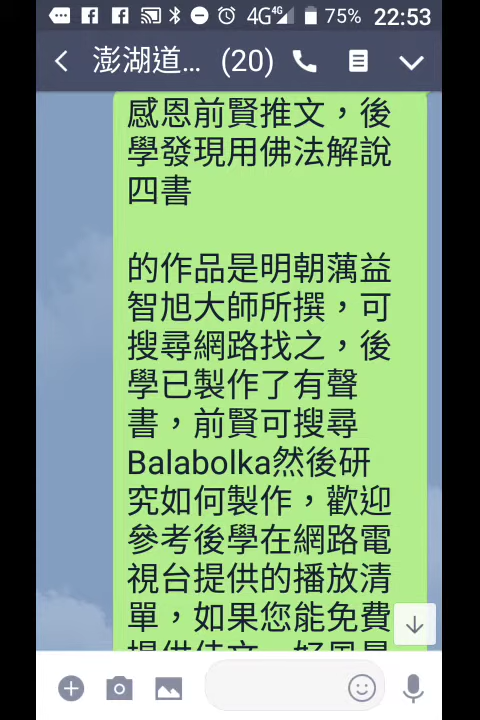 4G 4G 75% 22:53
澎湖道... (20)
感恩前賢推文，後
學發現用佛法解說
四書
的作品是明朝蕅益
智旭大師所撰，可
搜尋網路找之，後
學已製作了有聲
書，前賢可搜尋
Balabolka然後研
究如何製作，歡迎
參考後學在網路電
視台提供的播放清
單，如果您能免費